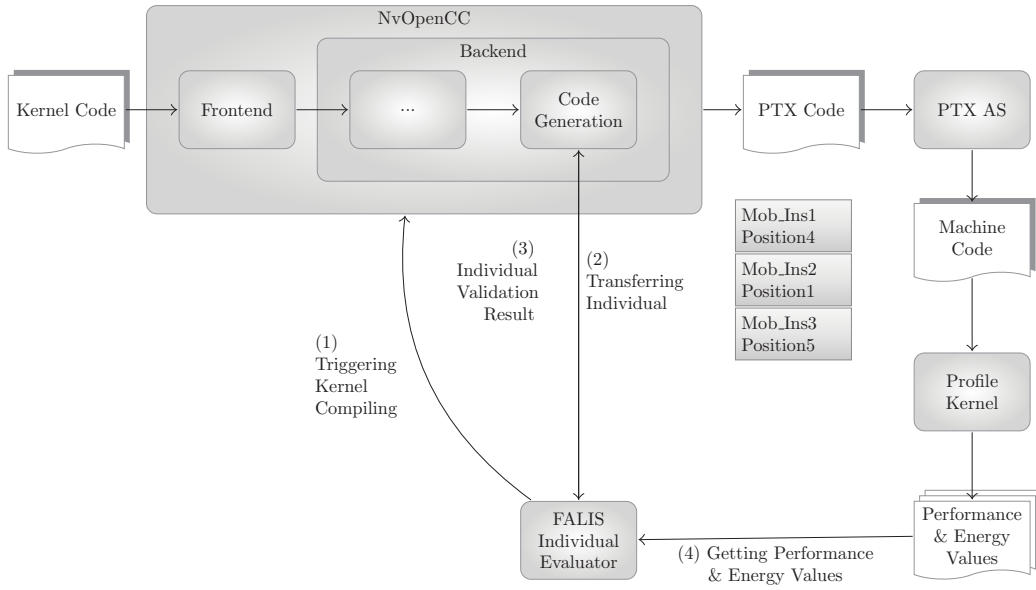 NvOpenCC
Backend
Kernel Code
Frontend
...
Code
Generation
PTX Code
PTX AS
Mob_Ins1
Position4
Mob_Ins2
Position1
Mob_Ins3
Position5
Machine
Code
(3)
Individual
Validation
Result
(2)
Transferring
Individual
(1)
Triggering
Kernel
Compiling
Profile
Kernel
FALIS
Individual
Evaluator
(4) Getting Performance
& Energy Values
Performance
& Energy
Values